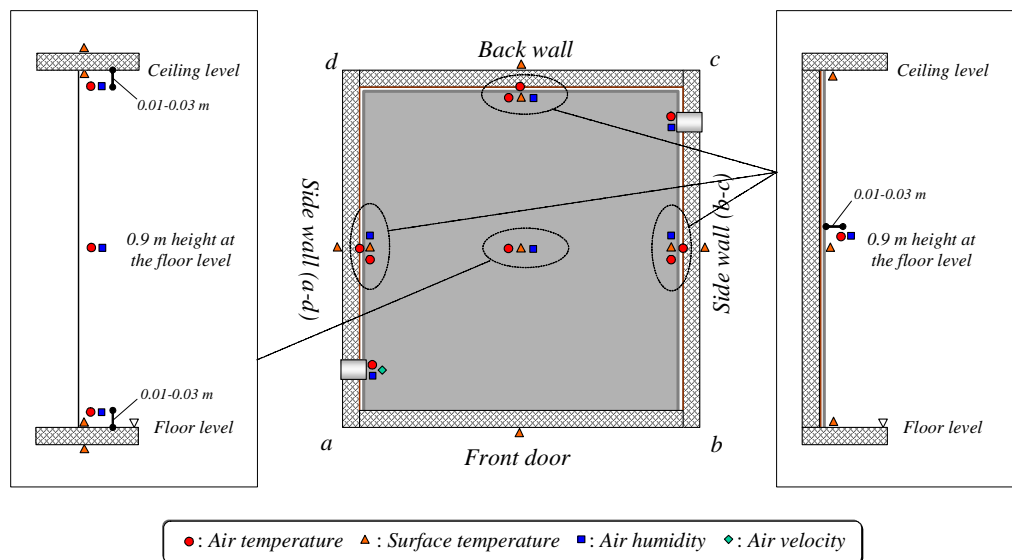 Ceiling level
0.01-0.03 m
0.9 m height at
the floor level
0.01-0.03 m
Floor level
d
Back wall
c
Side wall (a-d)
Side wall (b-c)
a
Front door
b
Ceiling level
0.01-0.03 m
0.9 m height at
the floor level
Floor level
: Air temperature : Surface temperature : Air humidity : Air velocity